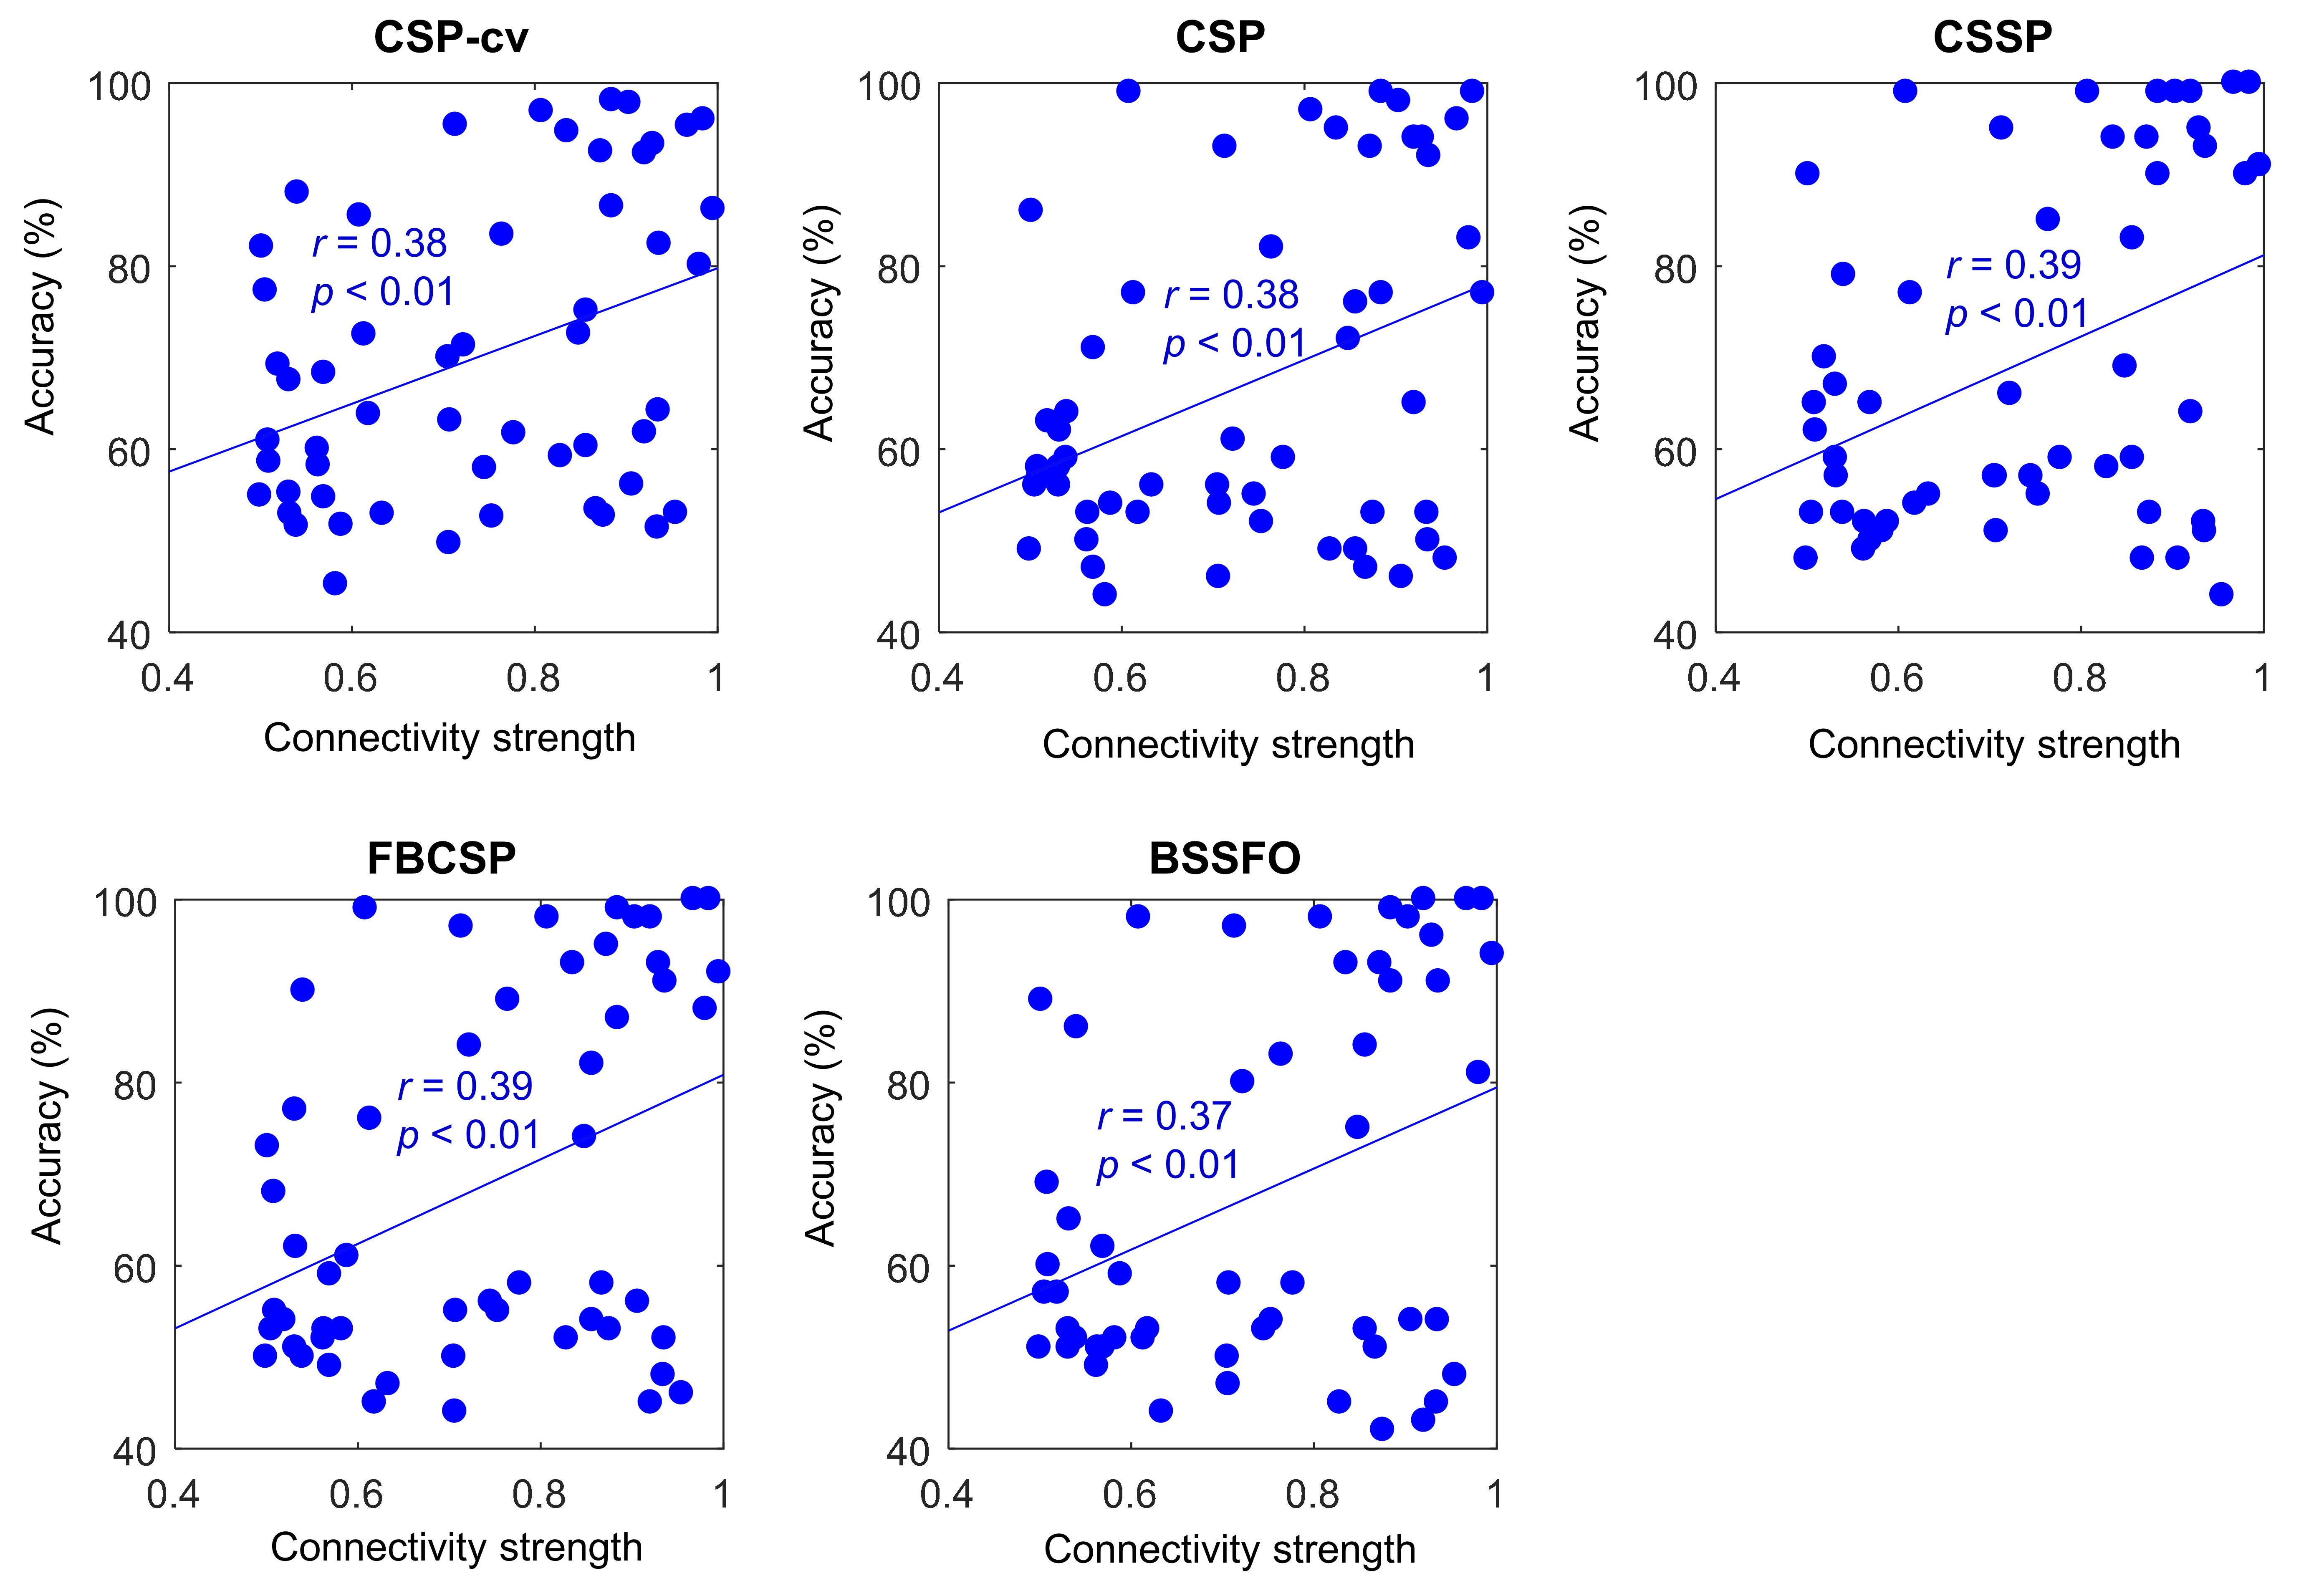 CSP-cv
100
80
60
40
0.4 0.6 0.8 1
Accuracy (%)
Connectivity strength
r = 0.38
p < 0.01
CSP
100
80
60
40
0.4 0.6 0.8 1
Accuracy (%)
Connectivity strength
r = 0.38
p < 0.01
CSSP
100
80
60
40
0.4 0.6 0.8 1
Accuracy (%)
Connectivity strength
r = 0.39
p < 0.01
FBCSP
100
80
60
40
0.4 0.6 0.8 1
Accuracy (%)
Connectivity strength
r = 0.39
p < 0.01
BSSFO
100
80
60
40
0.4 0.6 0.8 1
Accuracy (%)
Connectivity strength
r = 0.37
p < 0.01